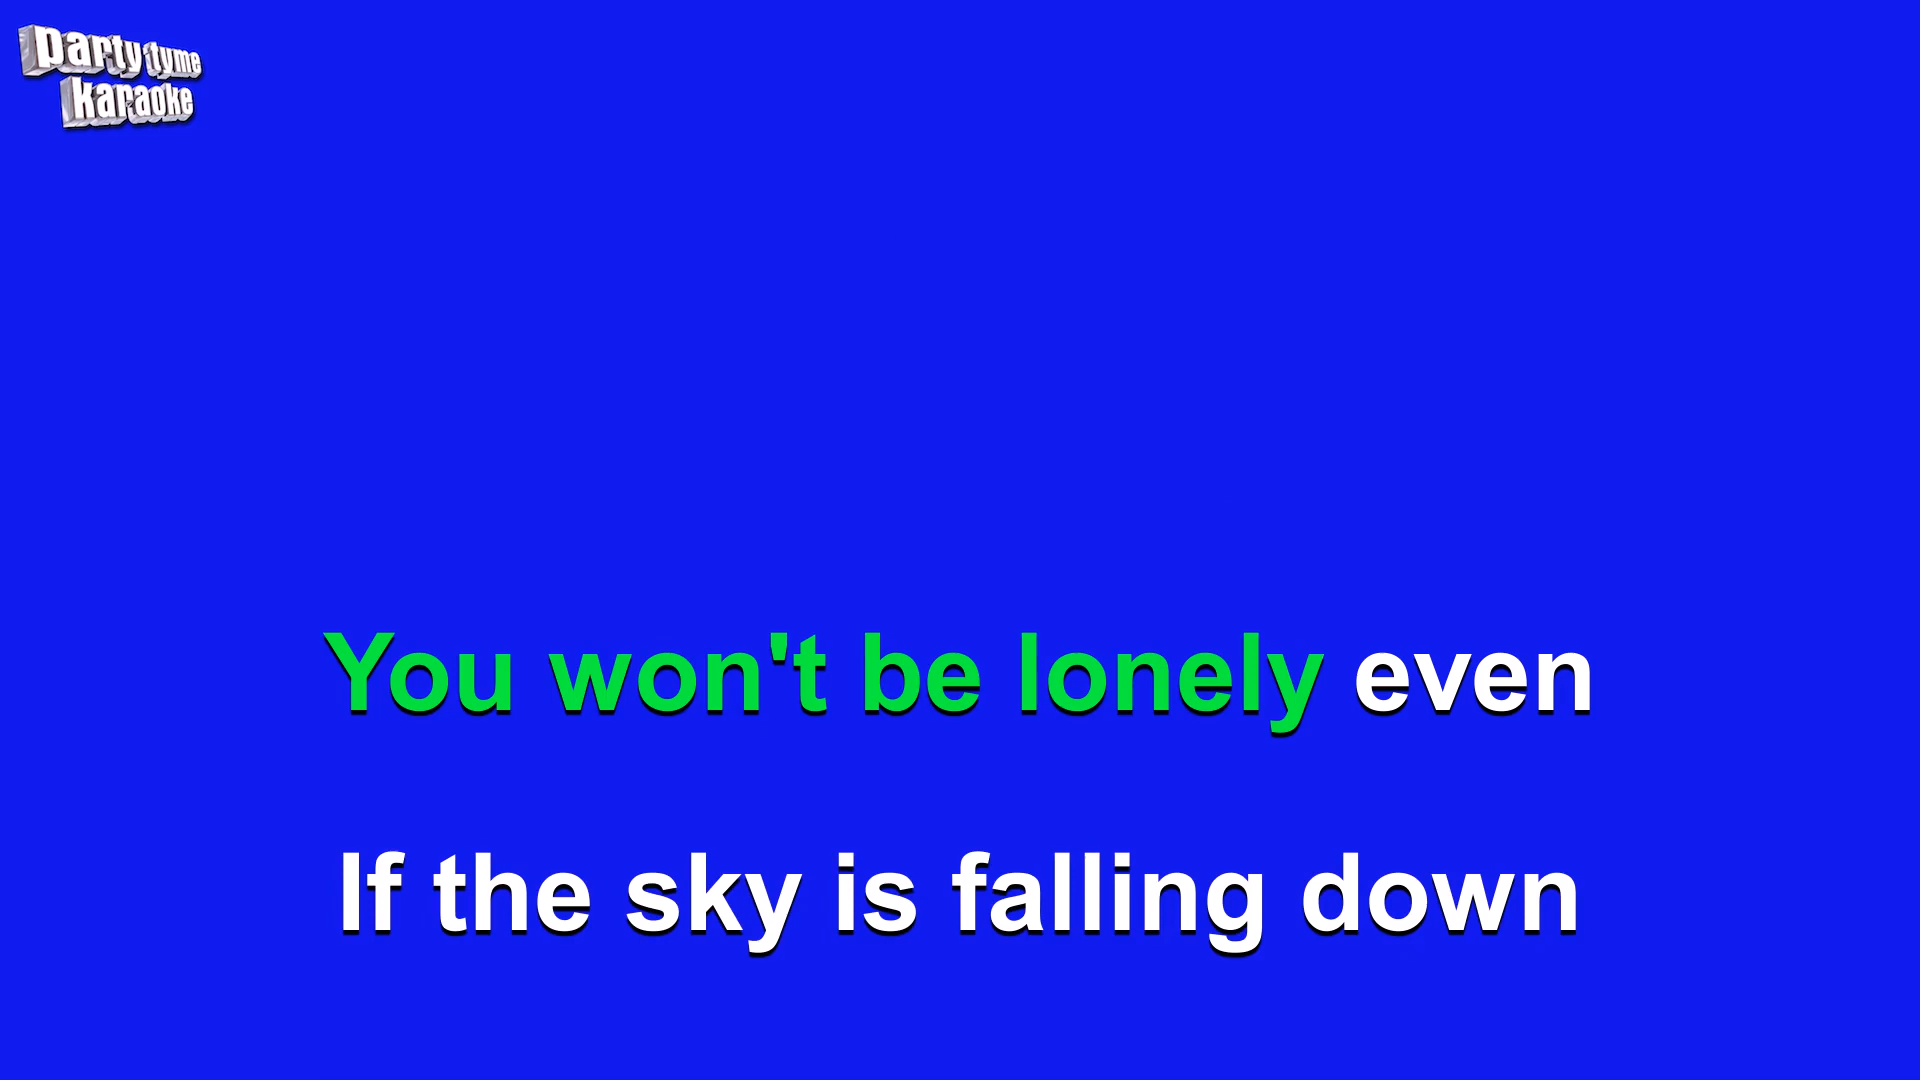 party tyme
karaoke
You won't be lonely even
If the sky is falling down